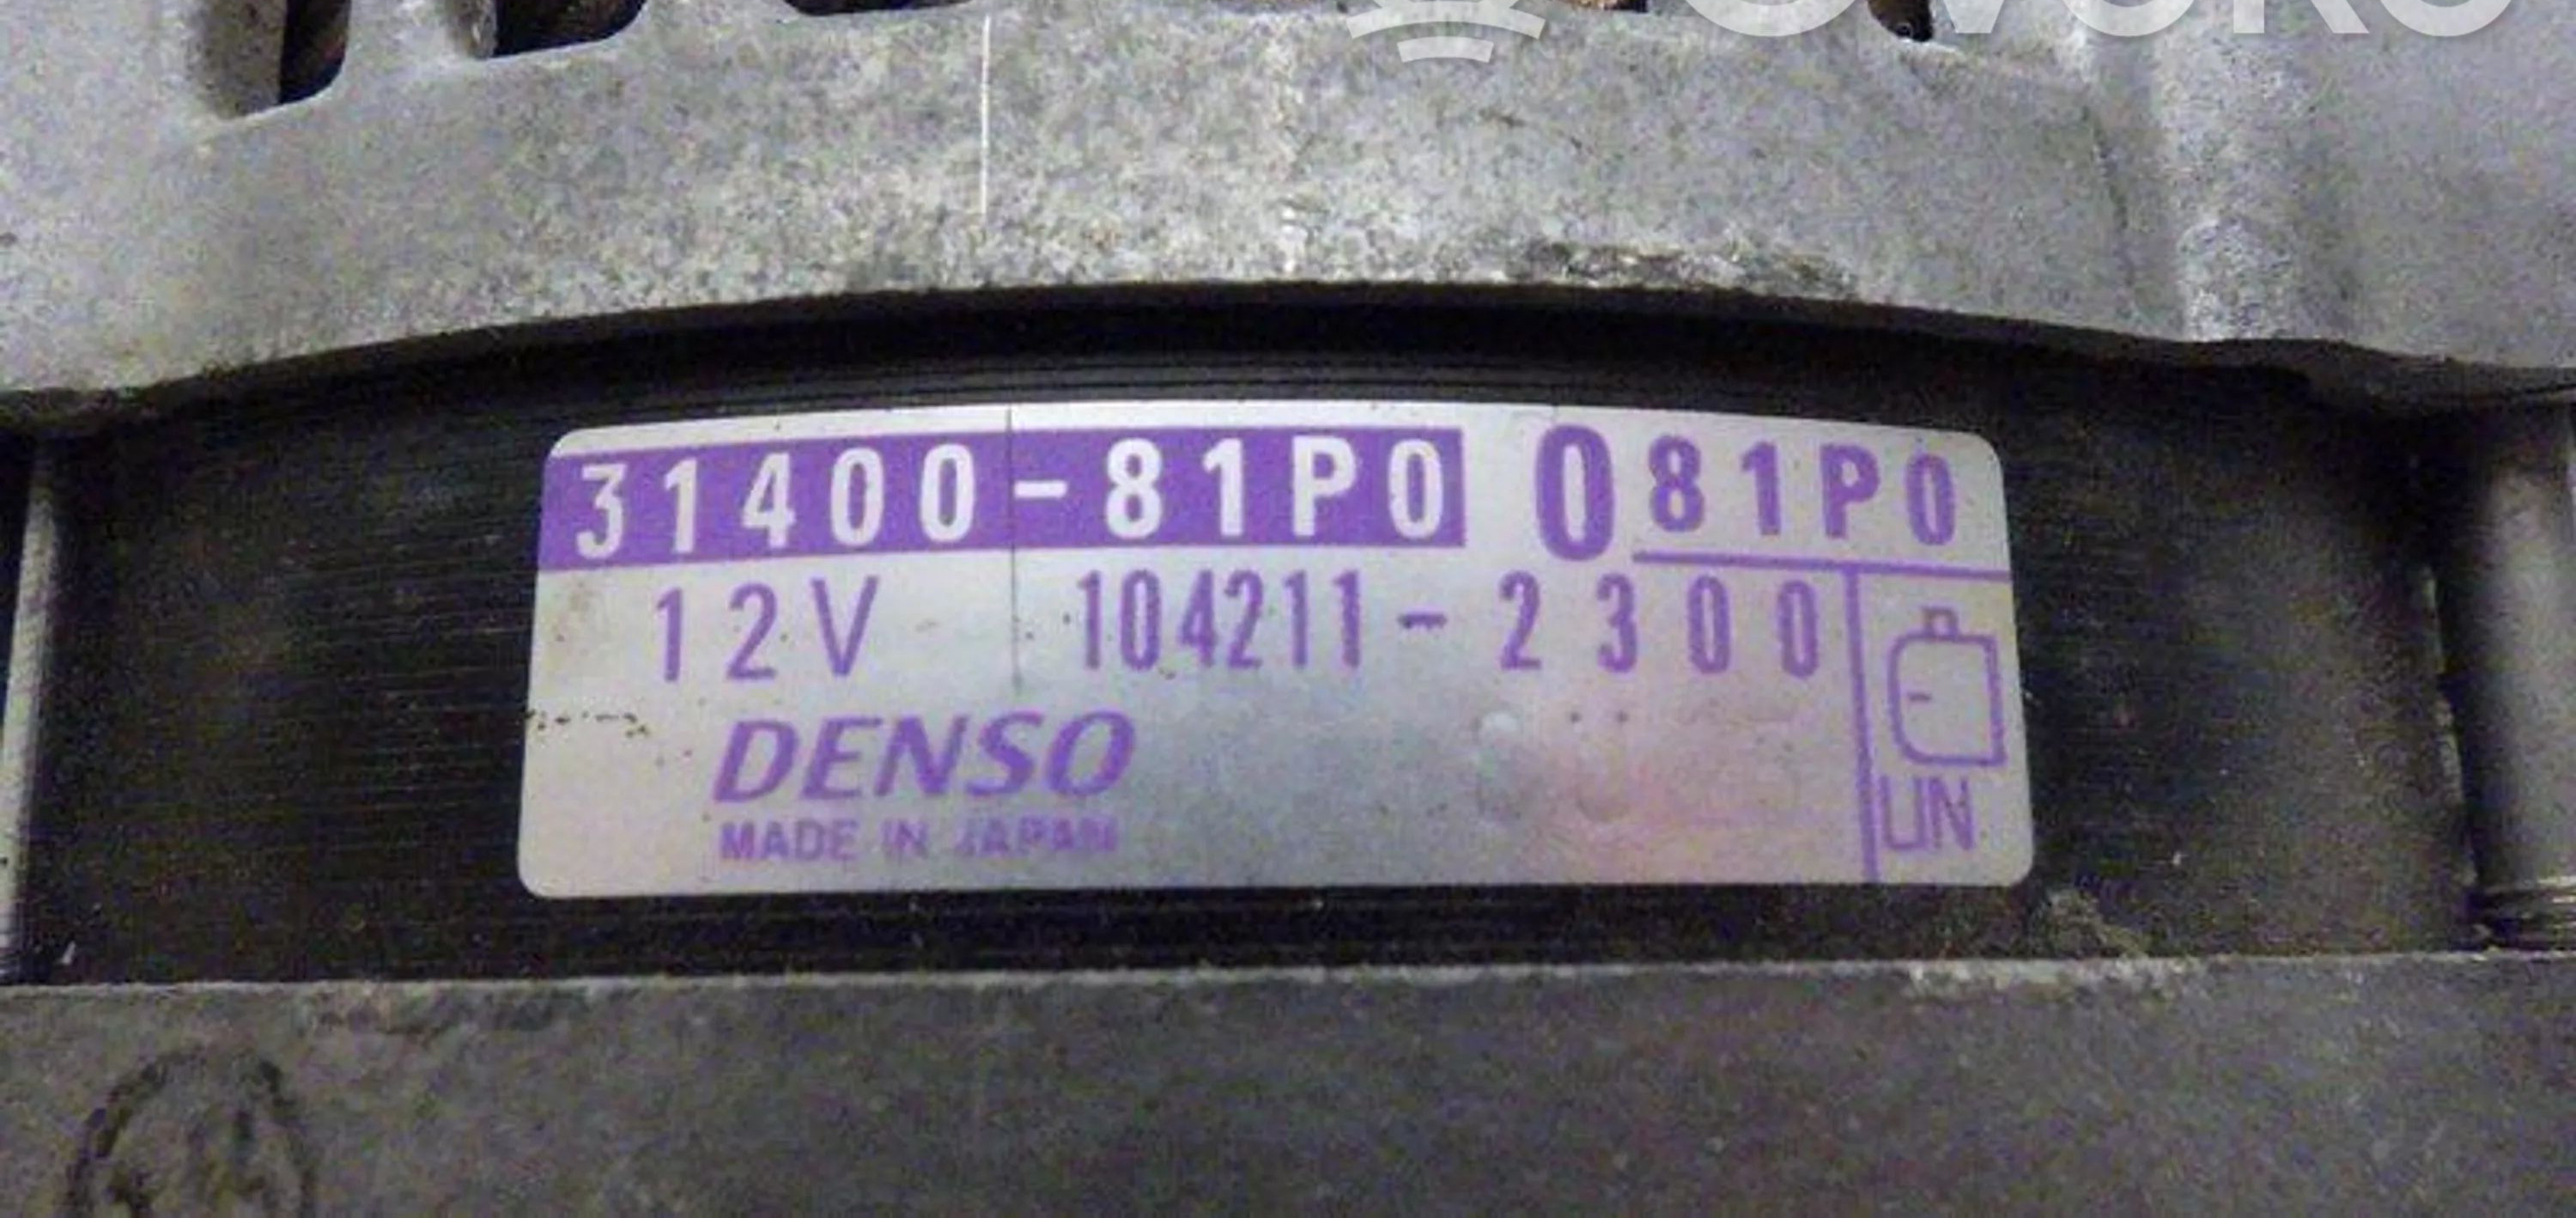 31400-81P0 0 81P0
12V 104211-2300
DENSO
MADE IN JAPAN
UN